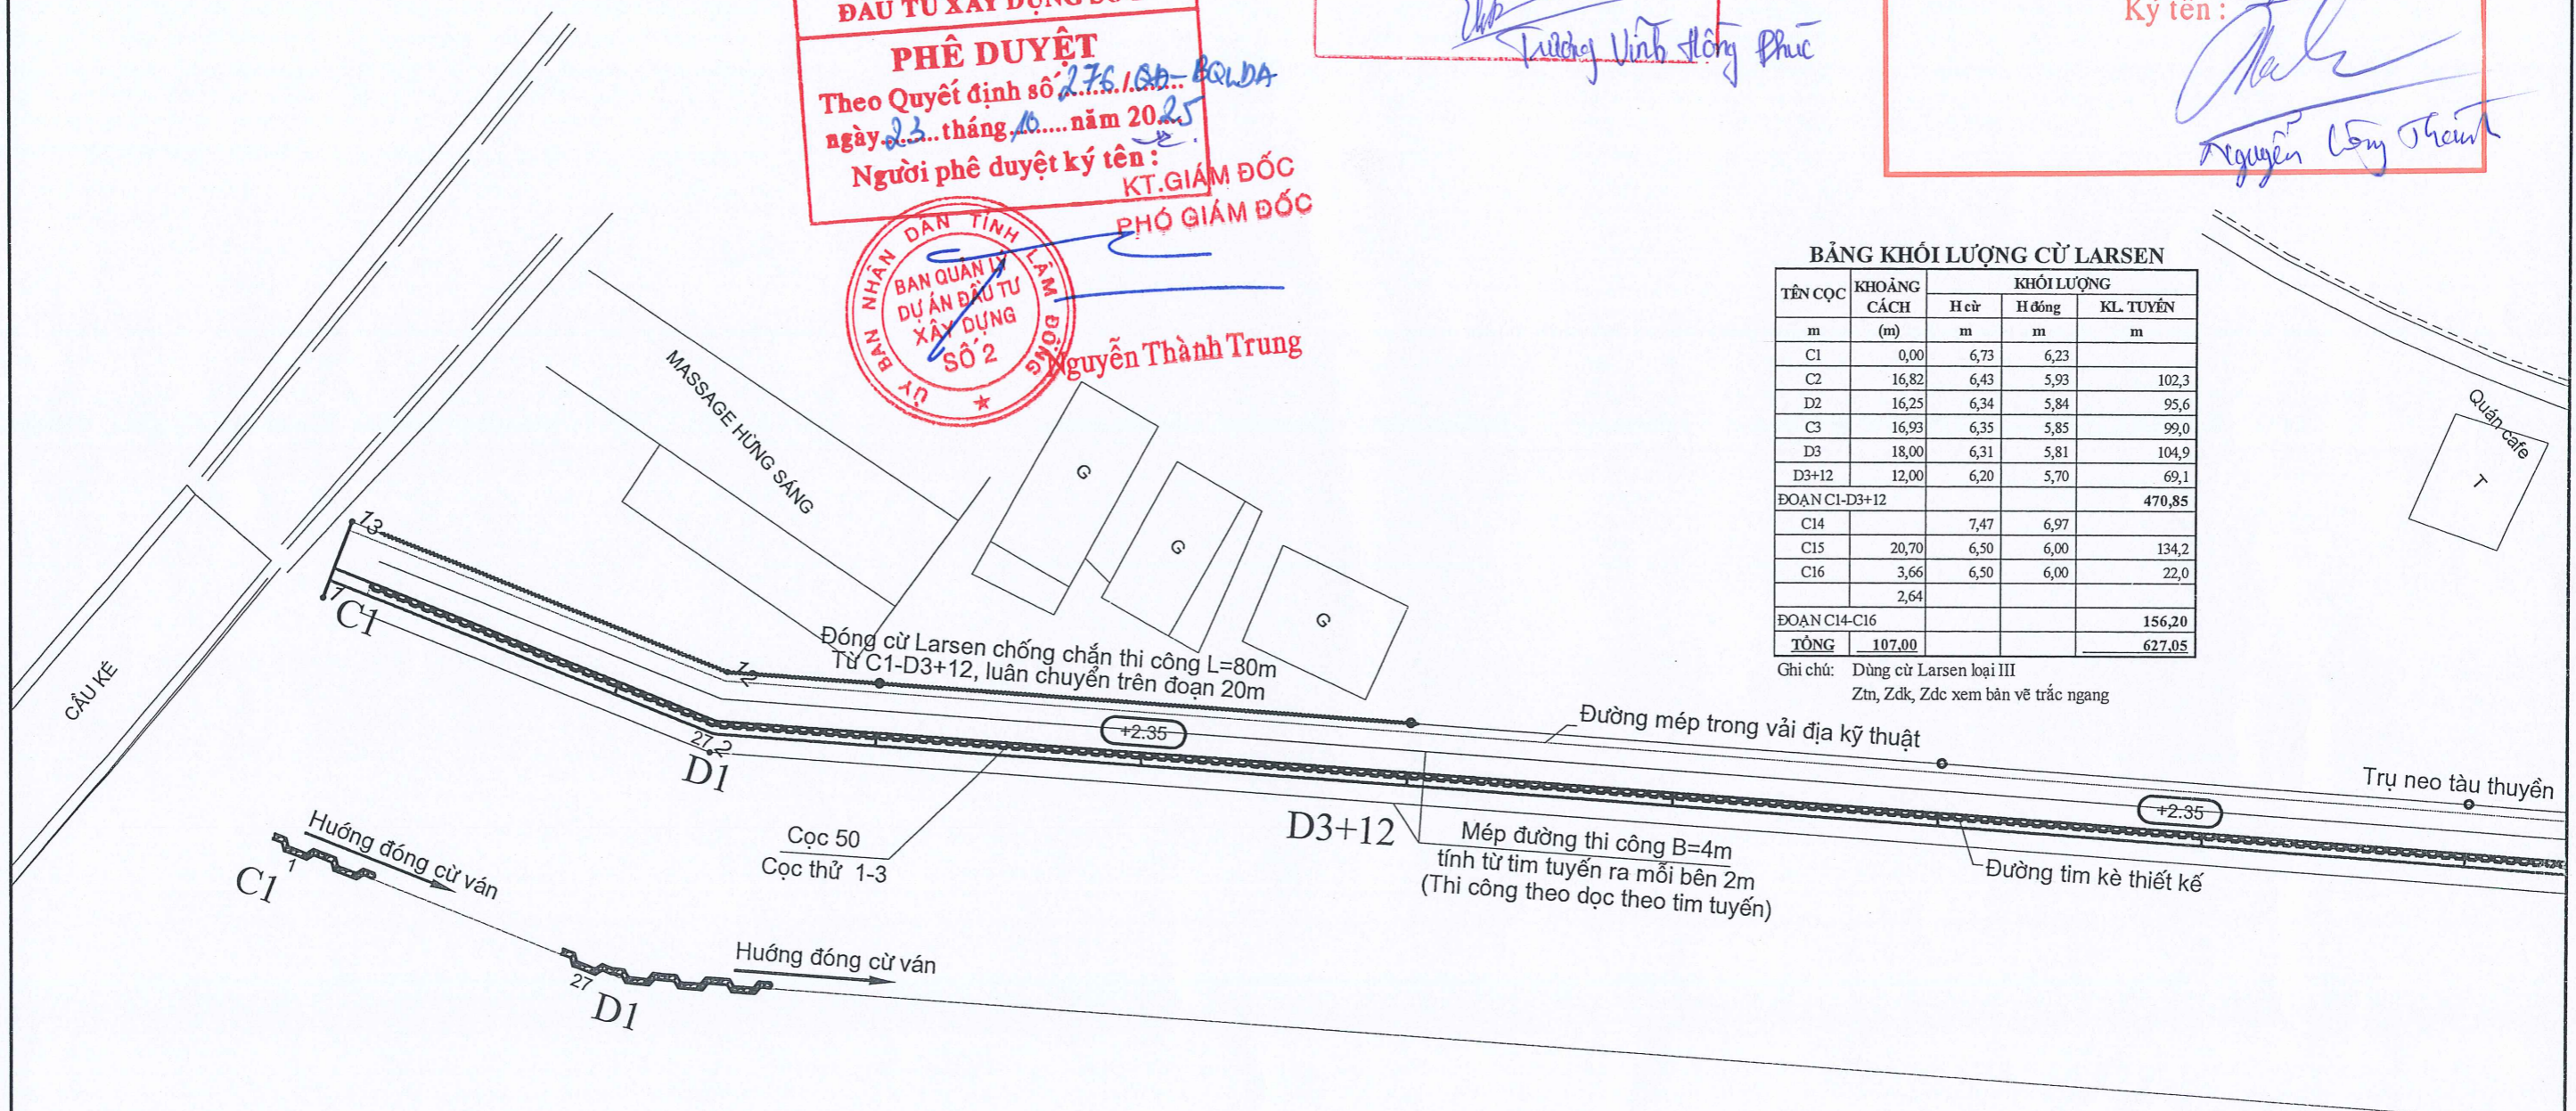 ĐẦU TƯ XÂY DỰNG SỐ 2
PHÊ DUYỆT
Theo Quyết định số 276/QĐ-BQLDA
ngày 23 tháng 10 năm 2025
Người phê duyệt ký tên :
KT.GIÁM ĐỐC
PHÓ GIÁM ĐỐC
ỦY BAN NHÂN DÂN TỈNH LÂM ĐỒNG
BAN QUẢN LÝ
DỰ ÁN ĐẦU TƯ
XÂY DỰNG
SỐ 2
Nguyễn Thành Trung
Trương Vinh Hồng Phúc
Ký tên :
Nguyễn Công Thành
BẢNG KHỐI LƯỢNG CỪ LARSEN
TÊN CỌC KHOẢNG CÁCH KHỐI LƯỢNG
H cừ H đóng KL. TUYẾN
m (m) m m m
C1 0,00 6,73 6,23
C2 16,82 6,43 5,93 102,3
D2 16,25 6,34 5,84 95,6
C3 16,93 6,35 5,85 99,0
D3 18,00 6,31 5,81 104,9
D3+12 12,00 6,20 5,70 69,1
ĐOẠN C1-D3+12 470,85
C14 7,47 6,97
C15 20,70 6,50 6,00 134,2
C16 3,66 6,50 6,00 22,0
2,64
ĐOẠN C14-C16 156,20
TỔNG 107,00 627,05
Ghi chú: Dùng cừ Larsen loại III
Ztn, Zdk, Zdc xem bản vẽ trắc ngang
Quán cafe
T
MASSAGE HỪNG SÁNG
G
G
G
CẦU KÉ
13
1
C1
Đóng cừ Larsen chống chắn thi công L=80m
Từ C1-D3+12, luân chuyển trên đoạn 20m
12
27
2
D1
+2.35
Đường mép trong vải địa kỹ thuật
Trụ neo tàu thuyền
+2.35
Cọc 50
Cọc thử 1-3
D3+12
Mép đường thi công B=4m
tính từ tim tuyến ra mỗi bên 2m
(Thi công theo dọc theo tim tuyến)
Đường tim kè thiết kế
Hướng đóng cừ ván
1
C1
Hướng đóng cừ ván
27
D1